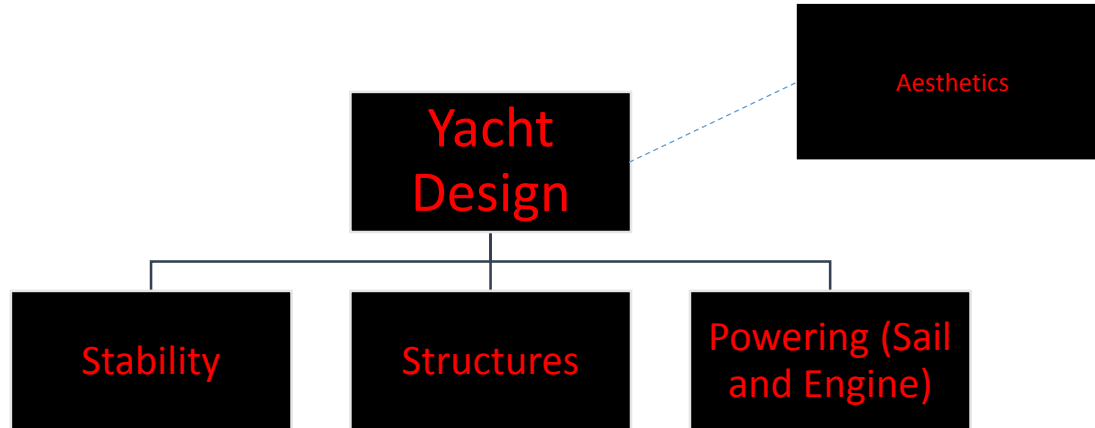 Aesthetics
Yacht
Design
Stability
Structures
Powering (Sail
and Engine)